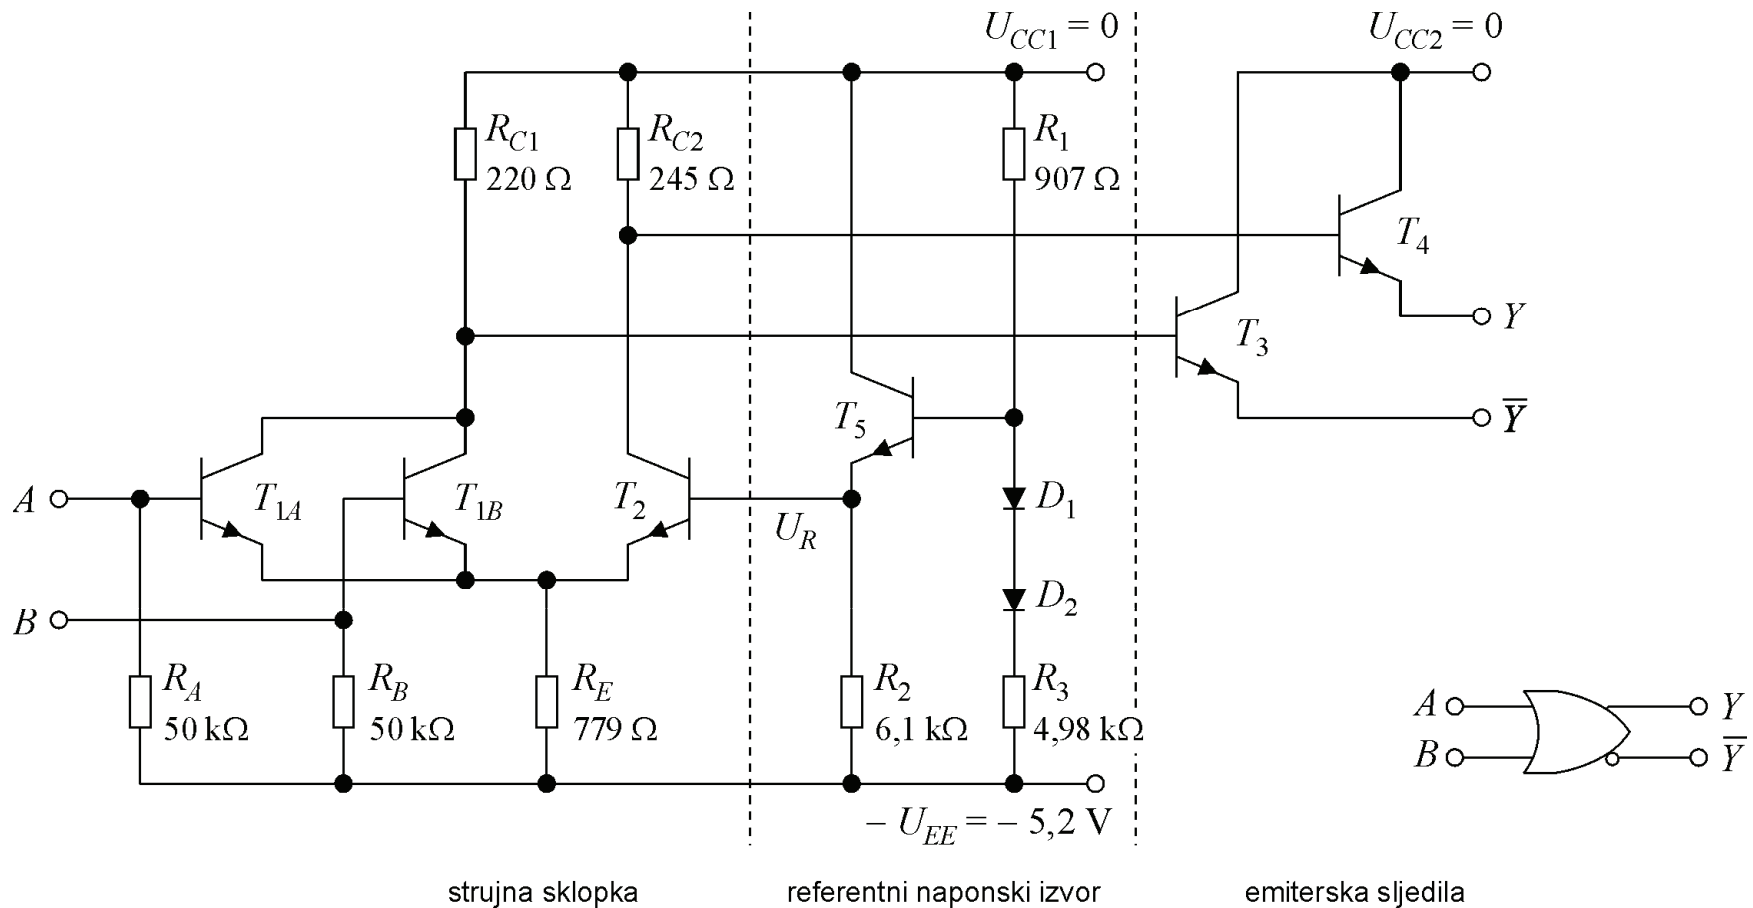 U_CC1 = 0
U_CC2 = 0
R_C1
220 Ω
R_C2
245 Ω
R_1
907 Ω
T_4
Y
T_3
Y̅
T_5
A
T_1A
T_1B
T_2
U_R
D_1
D_2
B
R_A
50 kΩ
R_B
50 kΩ
R_E
779 Ω
R_2
6,1 kΩ
R_3
4,98 kΩ
A
Y
B
Y̅
– U_EE = – 5,2 V
strujna sklopka
referentni naponski izvor
emiterska sljedila